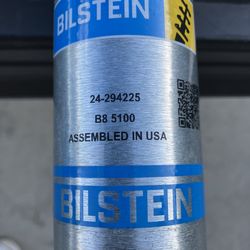 BILSTEIN
24-294225
B8 5100
ASSEMBLED IN USA
BILSTEIN